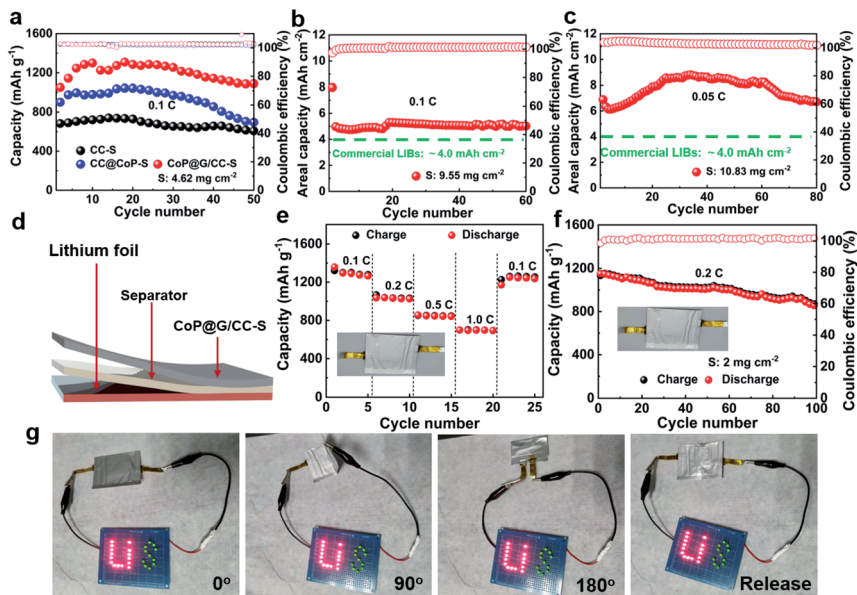 a
1600
1200
800
400
0
Capacity (mAh g-1)
0.1 C
CC-S
CC@CoP-S
CoP@G/CC-S
S: 4.62 mg cm-2
10 20 30 40 50
Cycle number
100
80
60
40
20
0
Coulombic efficiency (%)
b
12
10
8
6
4
2
0
Areal capacity (mAh cm-2)
0.1 C
Commercial LIBs: ~ 4.0 mAh cm-2
S: 9.55 mg cm-2
0 20 40 60
Cycle number
100
80
60
40
20
0
Coulombic efficiency (%)
c
12
10
8
6
4
2
0
Areal capacity (mAh cm-2)
0.05 C
Commercial LIBs: ~ 4.0 mAh cm-2
S: 10.83 mg cm-2
0 20 40 60 80
Cycle number
100
80
60
40
20
0
Coulombic efficiency (%)
d
Lithium foil
Separator
CoP@G/CC-S
e
1600
1200
800
400
0
Capacity (mAh g-1)
Charge
Discharge
0.1 C
0.2 C
0.5 C
1.0 C
0.1 C
0 5 10 15 20 25
Cycle number
f
1600
1200
800
400
0
Capacity (mAh g-1)
0.2 C
S: 2 mg cm-2
Charge
Discharge
0 20 40 60 80 100
Cycle number
100
80
60
40
20
0
Coulombic efficiency (%)
g
US
0o
US
90o
US
180o
US
Release